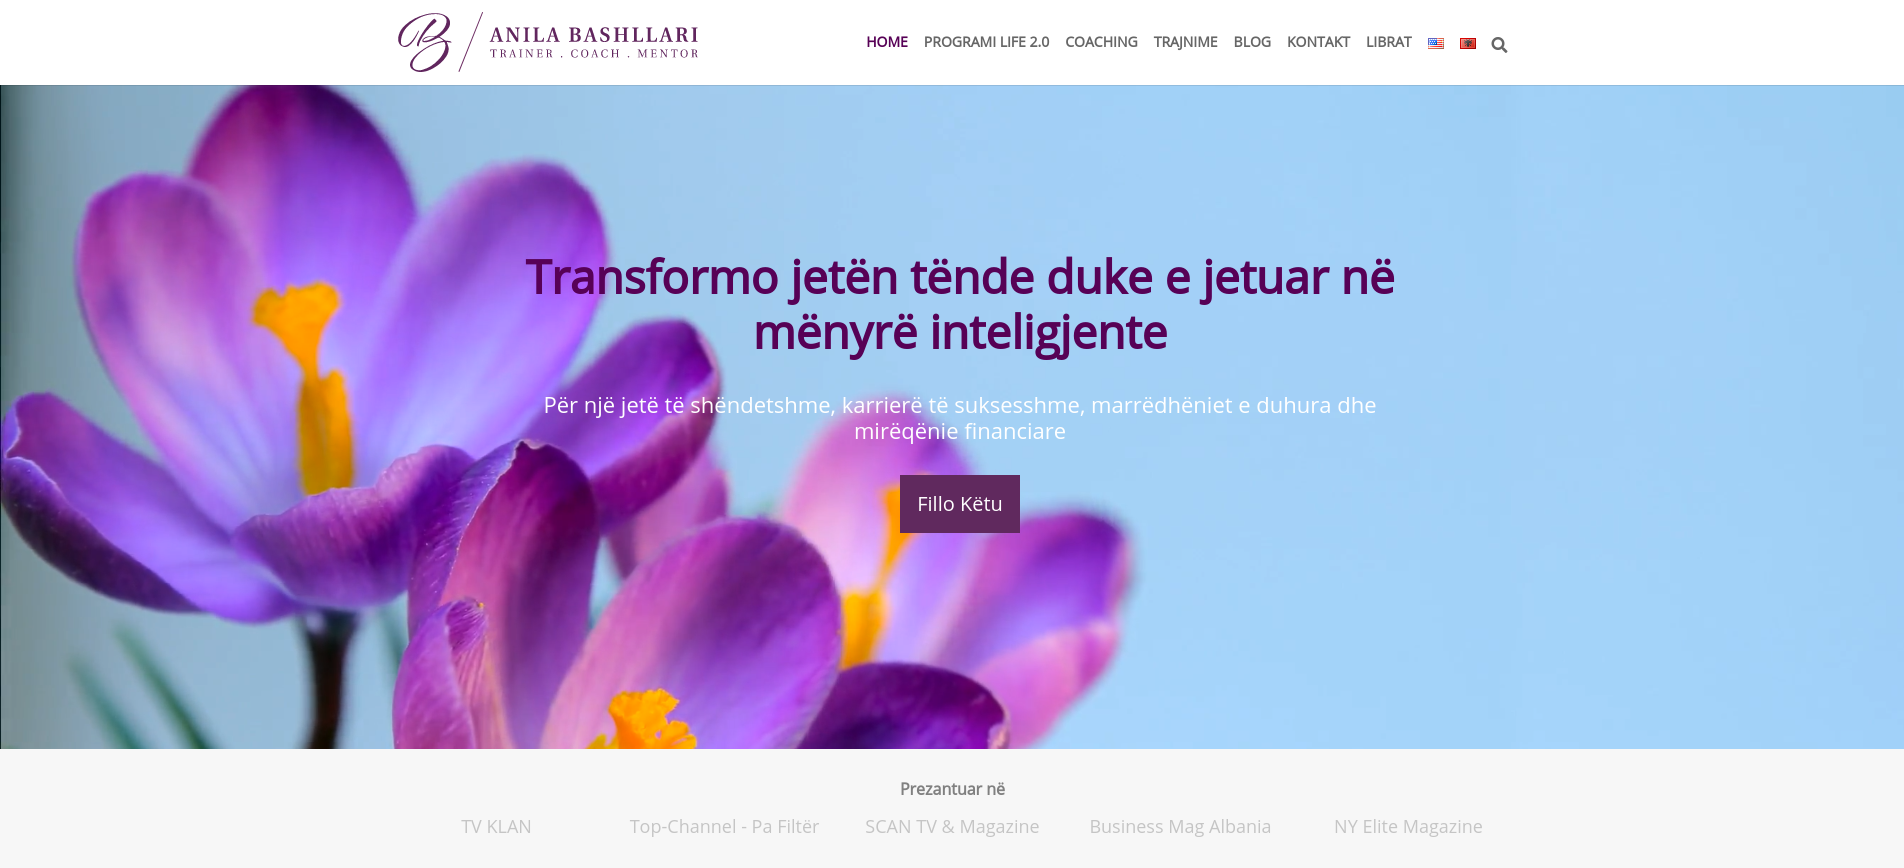 ANILA BASHLLARI
TRAINER . COACH . MENTOR
HOME PROGRAMI LIFE 2.0 COACHING TRAJNIME BLOG KONTAKT LIBRAT
Transformo jetën tënde duke e jetuar në
mënyrë inteligjente
Për një jetë të shëndetshme, karrierë të suksesshme, marrëdhëniet e duhura dhe
mirëqënie financiare
Fillo Këtu
Prezantuar në
TV KLAN Top-Channel - Pa Filtër SCAN TV & Magazine Business Mag Albania NY Elite Magazine